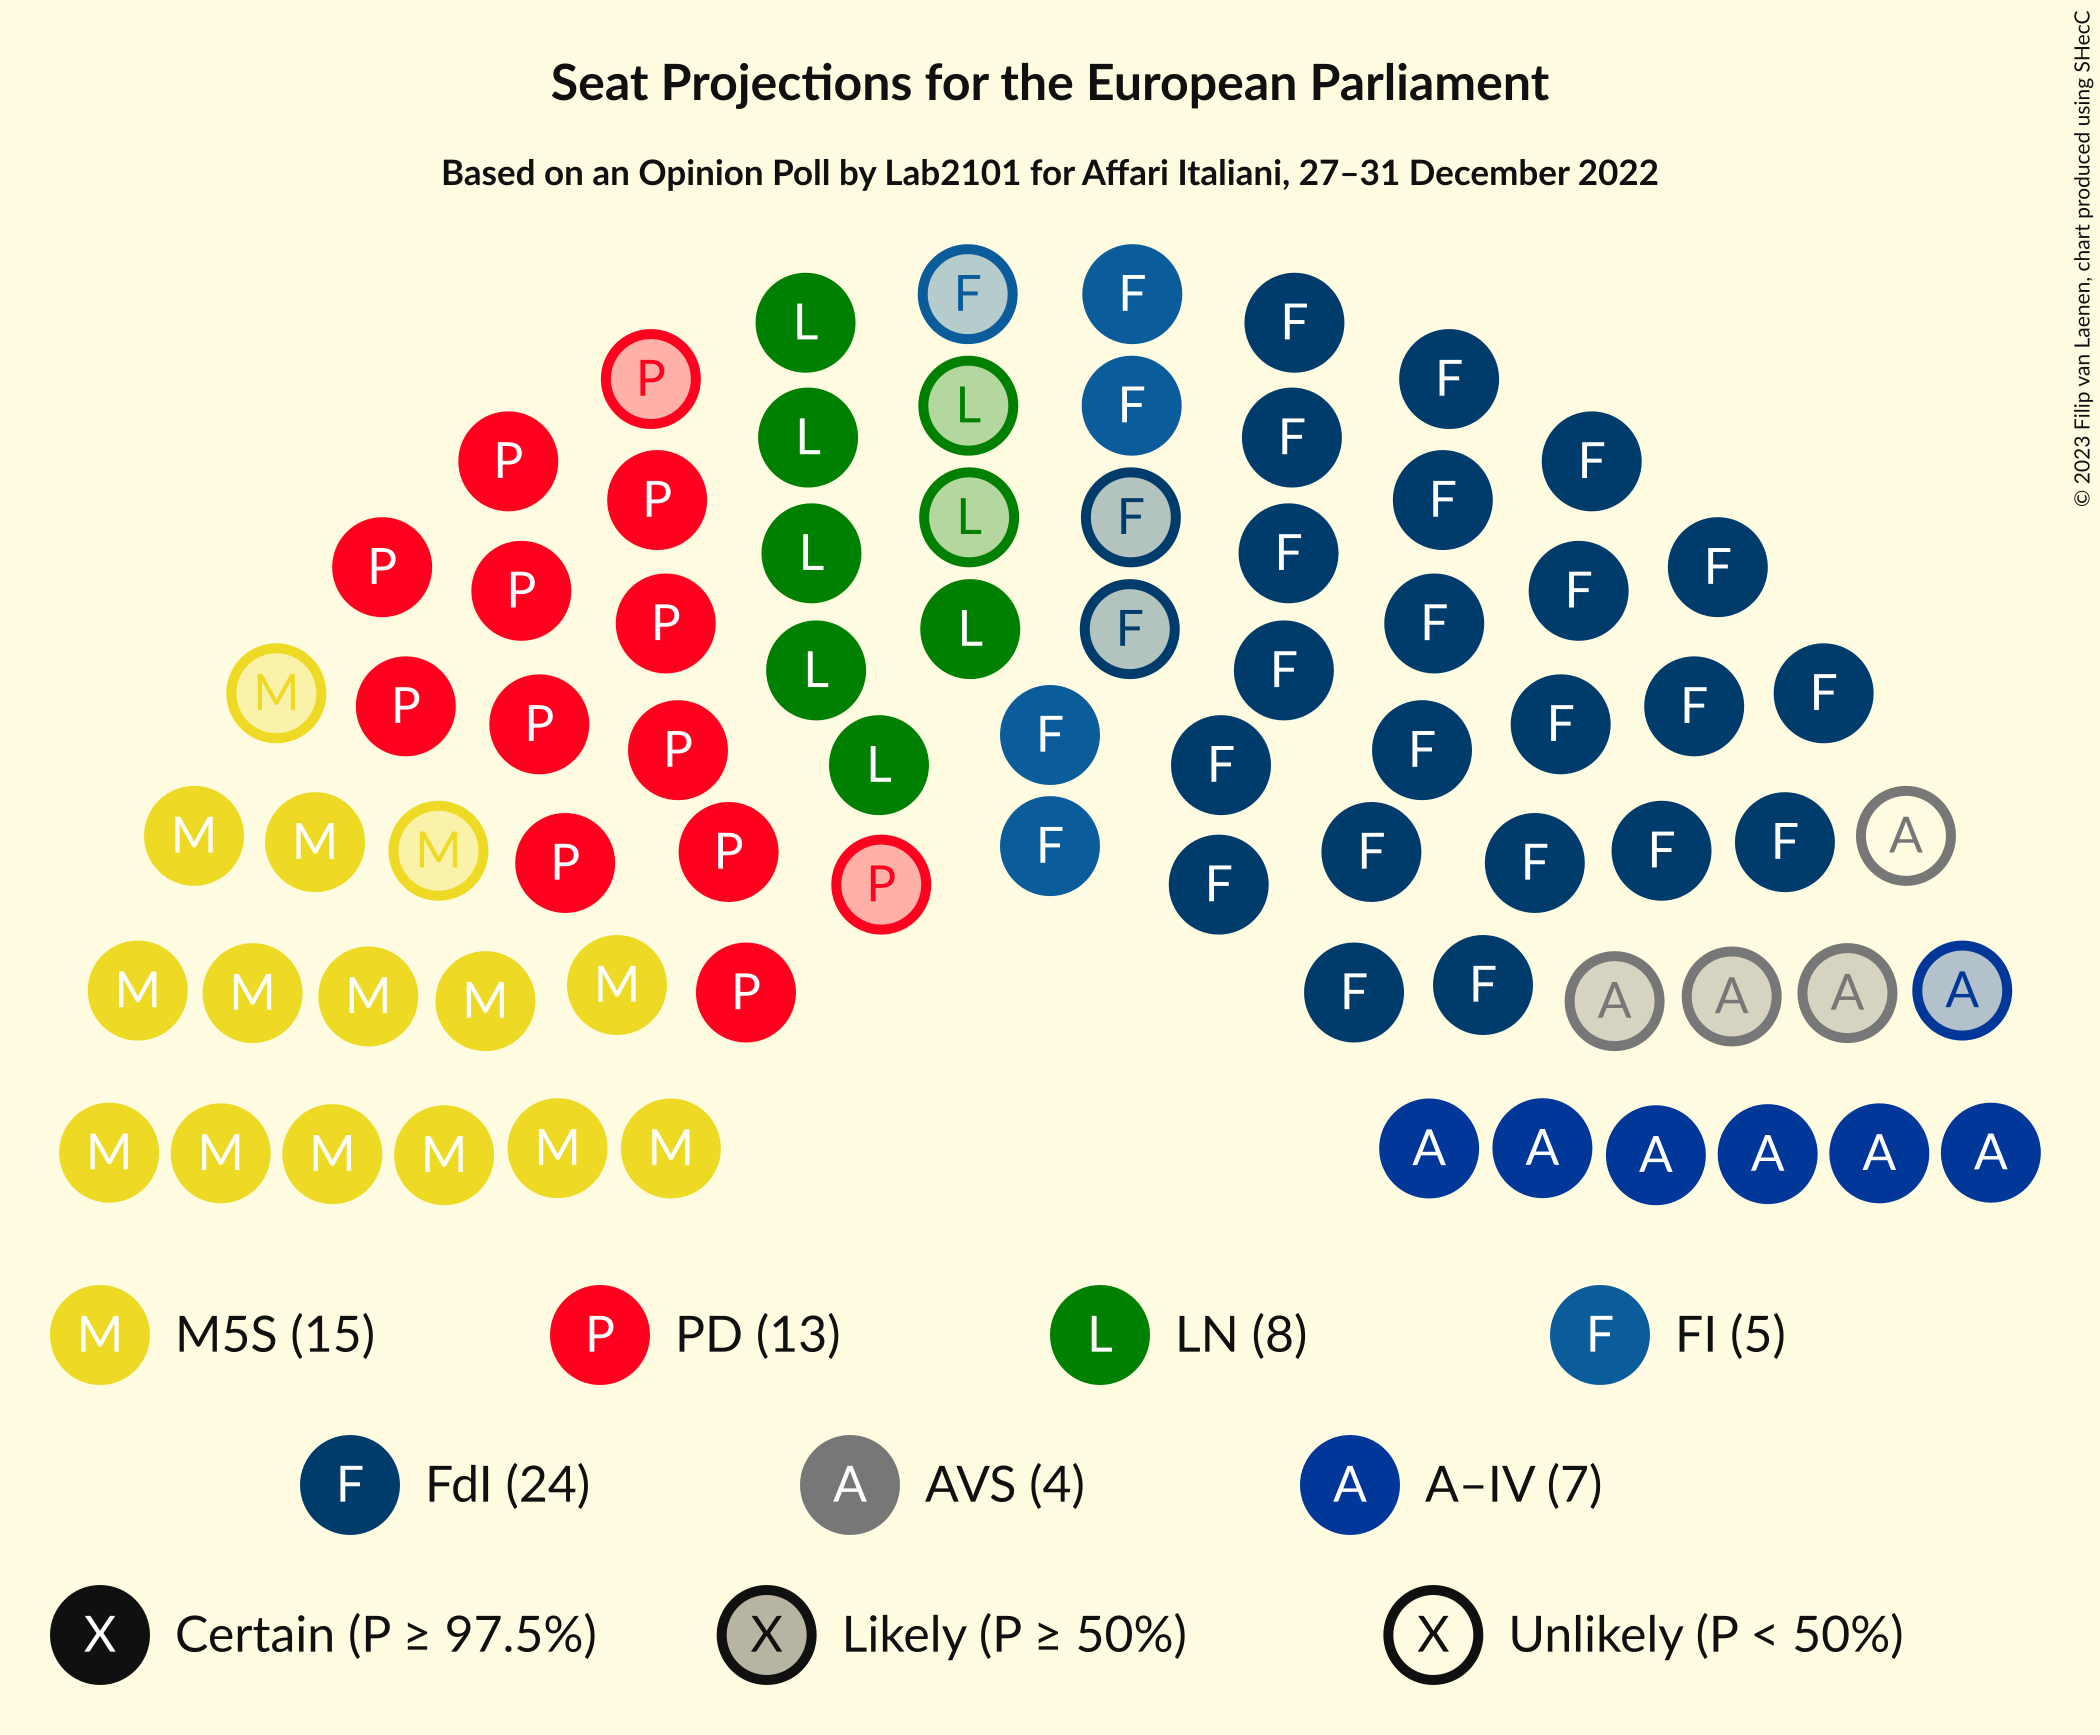 Seat Projections for the European Parliament
Based on an Opinion Poll by Lab2101 for Affari Italiani, 27–31 December 2022
© 2023 Filip van Laenen, chart produced using SHecC
F F
L F
P F
L F
P L F F
P F
L F
P P L F F F
P F
L F
P L F F
M P P P F F F F
L F
M M M P P F P F F F F F A
M M M M M P F F A A A A
M M M M M M A A A A A A
M M5S (15) P PD (13) L LN (8) F FI (5)
F FdI (24) A AVS (4) A A–IV (7)
X Certain (P ≥ 97.5%) X Likely (P ≥ 50%) X Unlikely (P < 50%)